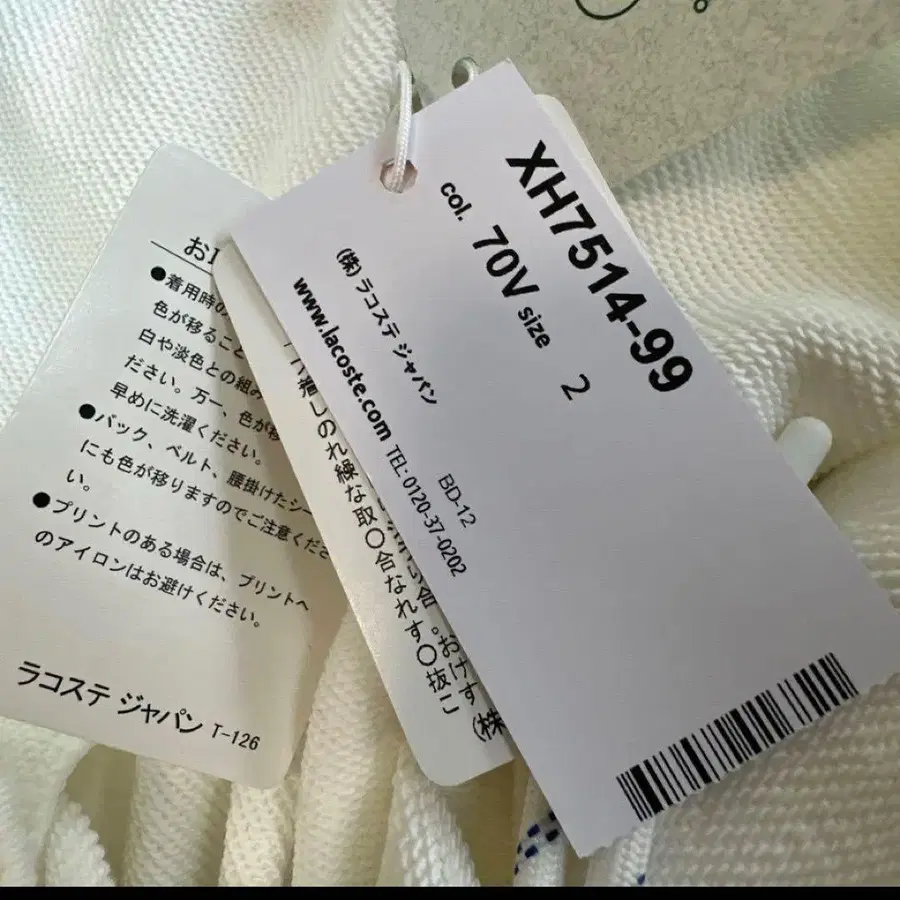 XH7514-99
col. 70V size 2
(株) ラコステ ジャパン
www.lacoste.com TEL:0120-37-0202
BD-12
●着用時の
色が移ること
白や淡色との組み
ださい。万一、色が移
早めに洗濯ください。
●バック、ベルト、腰掛けたシー
にも色が移りますのでご注意くださ
い。
●プリントのある場合は、プリントへ
のアイロンはお避けください。
ラコステ ジャパン T-126